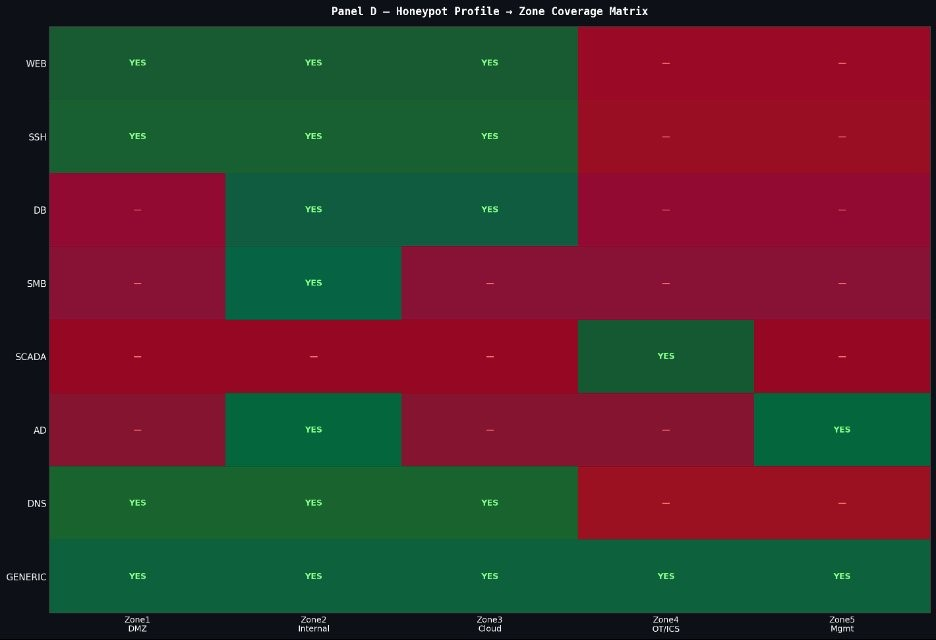 Panel D — Honeypot Profile → Zone Coverage Matrix
WEB YES YES YES — —
SSH YES YES YES — —
DB — YES YES — —
SMB — YES — — —
SCADA — — — YES —
AD — YES — — YES
DNS YES YES YES — —
GENERIC YES YES YES YES YES
Zone1 Zone2 Zone3 Zone4 Zone5
DMZ Internal Cloud OT/ICS Mgmt